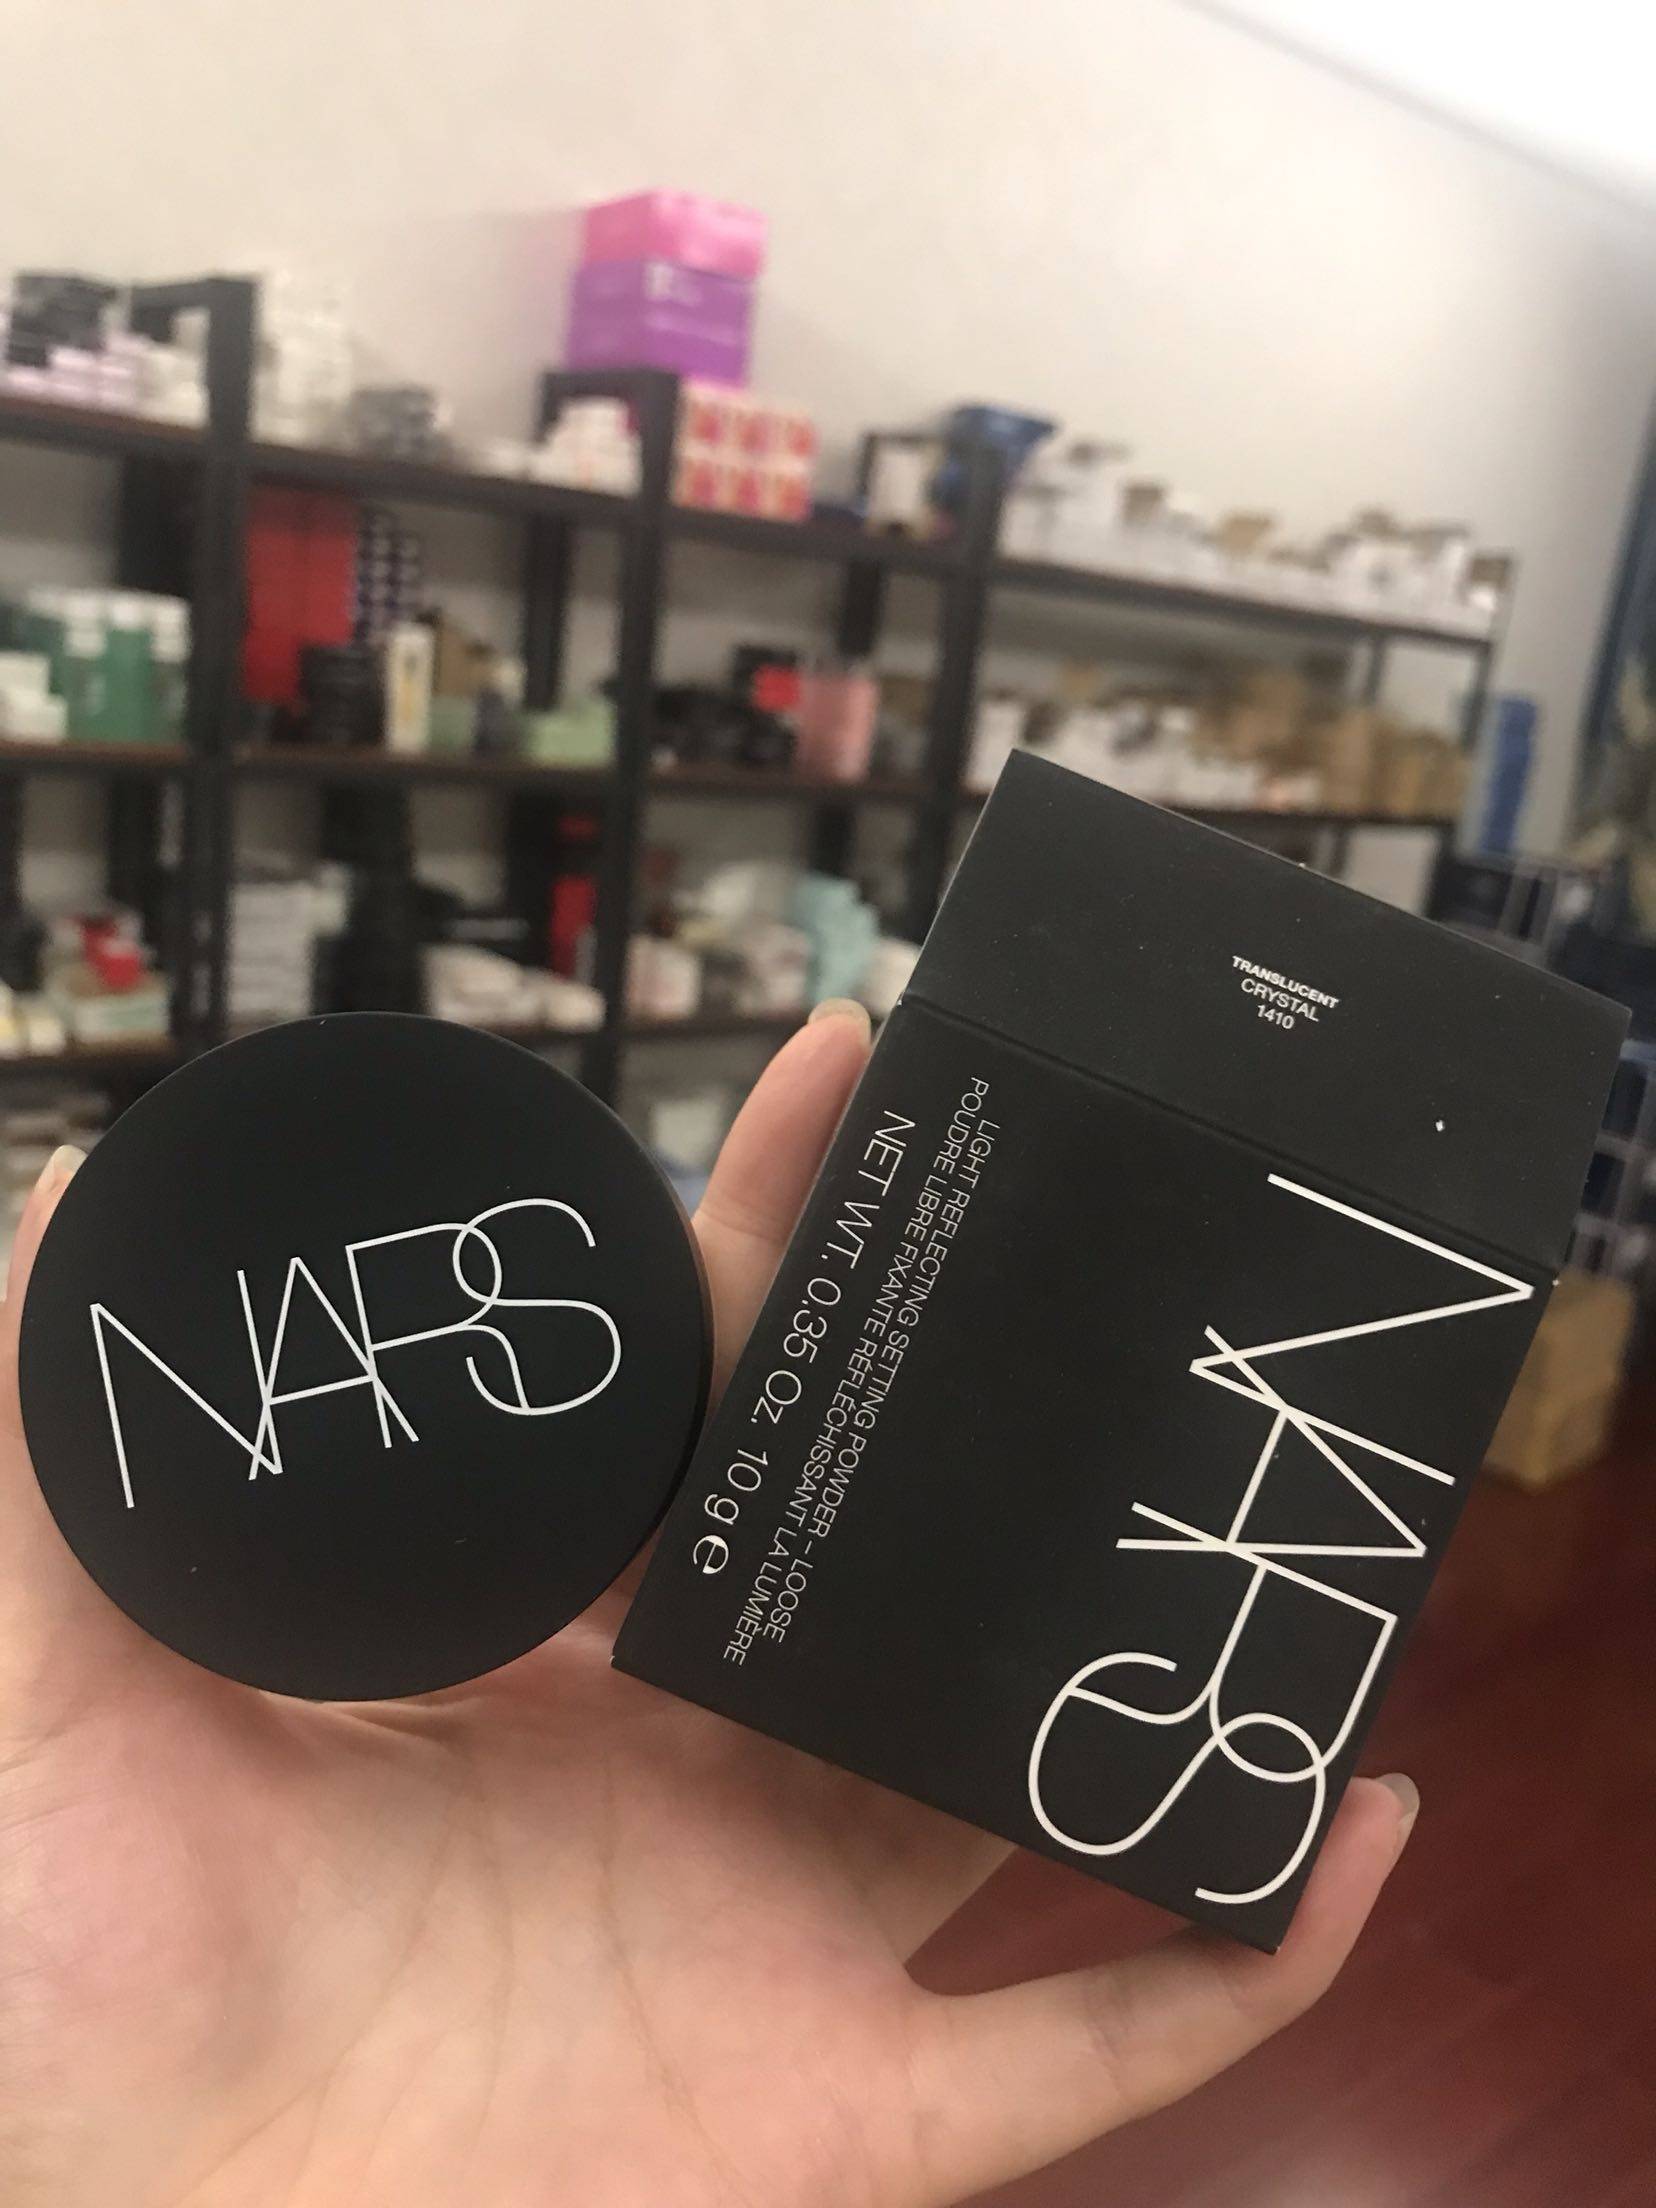 NARS
TRANSLUCENT
CRYSTAL
1410
NARS
LIGHT REFLECTING SETTING POWDER – LOOSE
POUDRE LIBRE FIXANTE RÉFLÉCHISSANT LA LUMIÈRE
NET WT. 0.35 Oz. 10 g e